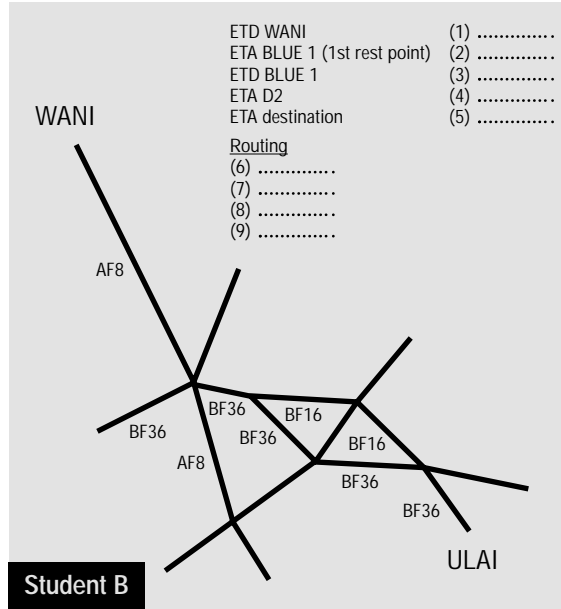 ETD WANI (1) ..............
ETA BLUE 1 (1st rest point) (2) ..............
ETD BLUE 1 (3) ..............
ETA D2 (4) ..............
ETA destination (5) ..............
WANI
Routing
(6) ..............
(7) ..............
(8) ..............
(9) ..............
AF8
BF36
BF16
BF36
BF36
BF16
AF8
BF36
BF36
ULAI
Student B